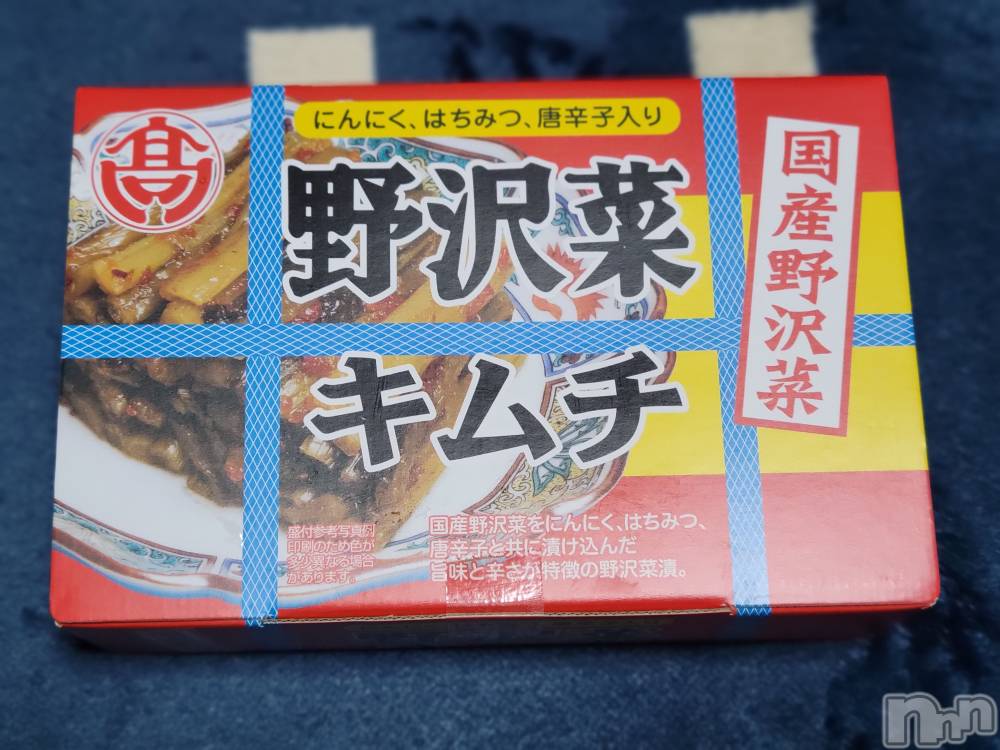 髙
にんにく、はちみつ、唐辛子入り
野沢菜
キムチ
国産野沢菜
盛付参考写真例
印刷のため色が
多少異なる場合
があります。
国産野沢菜をにんにく、はちみつ、
唐辛子と共に漬け込んだ
旨味と辛さが特徴の野沢菜漬。
nnn